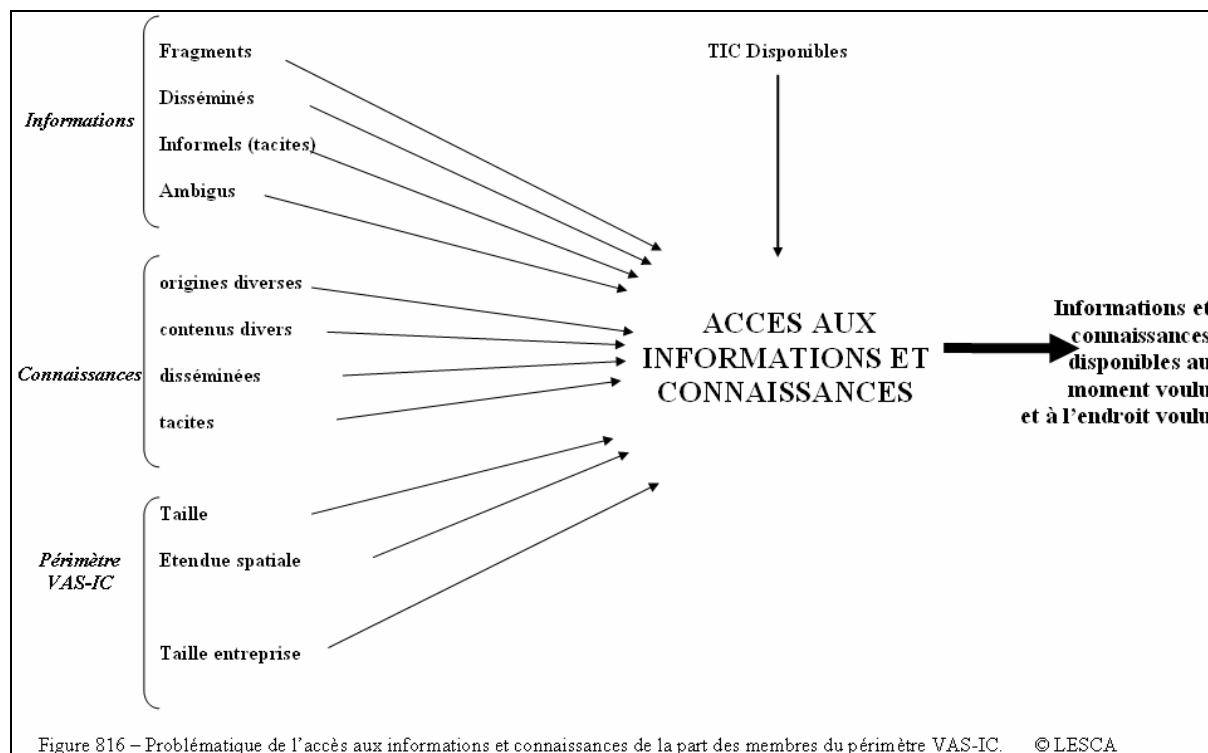 Fragments
Disséminés
Informations
Informels (tacites)
Ambigus
TIC Disponibles
origines diverses
contenus divers
Connaissances
disséminées
tacites
ACCES AUX
INFORMATIONS ET
CONNAISSANCES
Informations et
connaissances
disponibles au
moment voulu
et à l'endroit voulu
Taille
Etendue spatiale
Périmètre
VAS-IC
Taille entreprise
Figure 816 – Problématique de l'accès aux informations et connaissances de la part des membres du périmètre VAS-IC. © LESCA